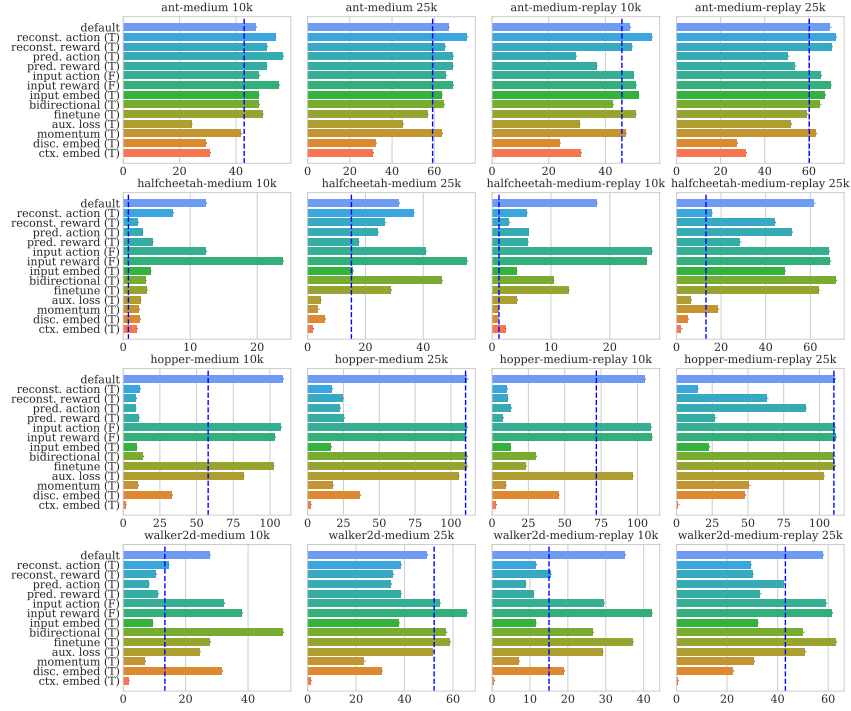 ant-medium 10k
ant-medium 25k
ant-medium-replay 10k
ant-medium-replay 25k
default
reconst. action (T)
reconst. reward (T)
pred. action (T)
pred. reward (T)
input action (F)
input reward (F)
input embed (T)
bidirectional (T)
finetune (T)
aux. loss (T)
momentum (T)
disc. embed (T)
ctx. embed (T)
0 20 40
0 20 40 60
0 20 40
0 20 40 60
halfcheetah-medium 10k
halfcheetah-medium 25k
halfcheetah-medium-replay 10k
halfcheetah-medium-replay 25k
default
reconst. action (T)
reconst. reward (T)
pred. action (T)
pred. reward (T)
input action (F)
input reward (F)
input embed (T)
bidirectional (T)
finetune (T)
aux. loss (T)
momentum (T)
disc. embed (T)
ctx. embed (T)
0 10 20
0 20 40
0 10 20
0 20 40 60
hopper-medium 10k
hopper-medium 25k
hopper-medium-replay 10k
hopper-medium-replay 25k
default
reconst. action (T)
reconst. reward (T)
pred. action (T)
pred. reward (T)
input action (F)
input reward (F)
input embed (T)
bidirectional (T)
finetune (T)
aux. loss (T)
momentum (T)
disc. embed (T)
ctx. embed (T)
0 25 50 75 100
0 25 50 75 100
0 25 50 75 100
0 25 50 75 100
walker2d-medium 10k
walker2d-medium 25k
walker2d-medium-replay 10k
walker2d-medium-replay 25k
default
reconst. action (T)
reconst. reward (T)
pred. action (T)
pred. reward (T)
input action (F)
input reward (F)
input embed (T)
bidirectional (T)
finetune (T)
aux. loss (T)
momentum (T)
disc. embed (T)
ctx. embed (T)
0 20 40
0 20 40 60
0 10 20 30 40
0 20 40 60